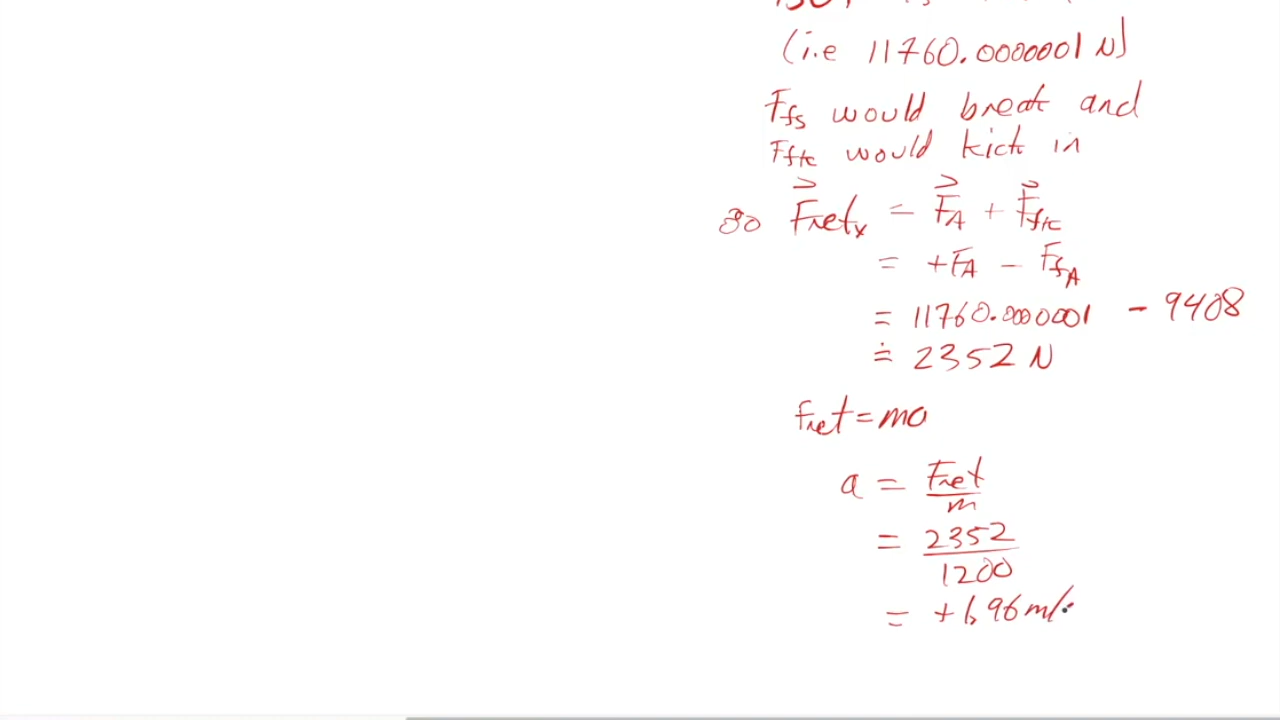 (i.e 11760.0000001 N)
Ffs would break and
Ffk would kick in
so F⃗netx = F⃗A + F⃗fk
= +FA - FfA
= 11760.0000001 - 9408
≐ 2352 N
Fnet = ma
a = Fnet/m
= 2352/1200
= +1.96 m/